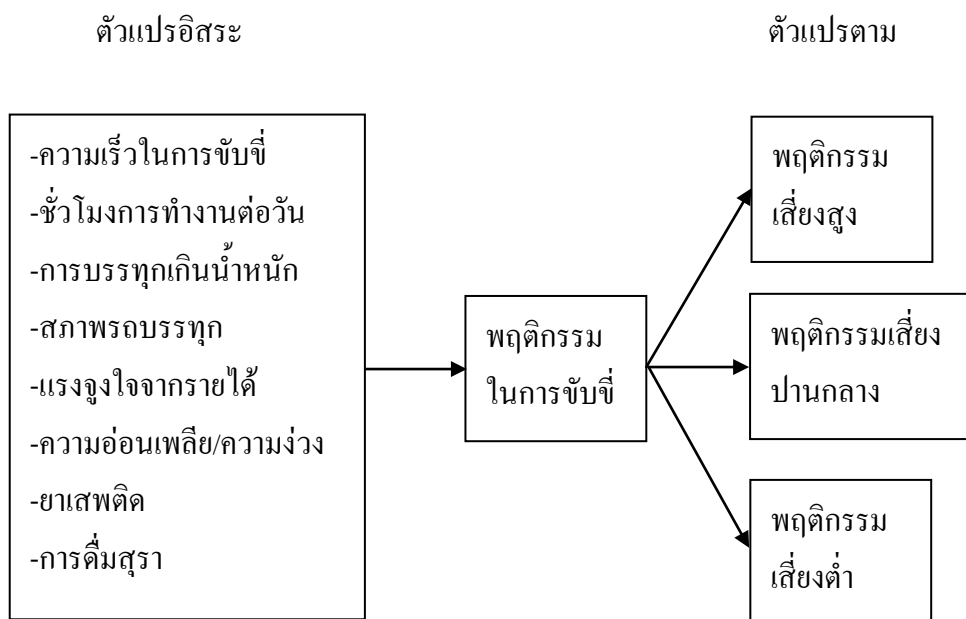 ตัวแปรอิสระ
ตัวแปรตาม
-ความเร็วในการขับขี่
-ชั่วโมงการทำงานต่อวัน
-การบรรทุกเกินน้ำหนัก
-สภาพรถบรรทุก
-แรงจูงใจจากรายได้
-ความอ่อนเพลีย/ความง่วง
-ยาเสพติด
-การดื่มสุรา
พฤติกรรม
ในการขับขี่
พฤติกรรม
เสี่ยงสูง
พฤติกรรมเสี่ยง
ปานกลาง
พฤติกรรม
เสี่ยงต่ำ